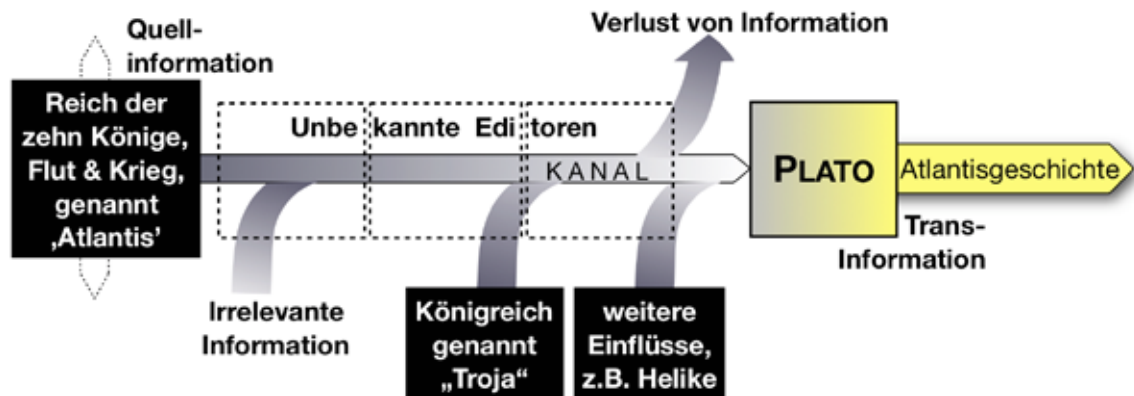 Quell-
information
Verlust von Information
Reich der
zehn Könige,
Flut & Krieg,
genannt
‚Atlantis’
Unbe kannte Edi toren
KANAL
PLATO
Atlantisgeschichte
Trans-
Information
Irrelevante
Information
Königreich
genannt
„Troja“
weitere
Einflüsse,
z.B. Helike